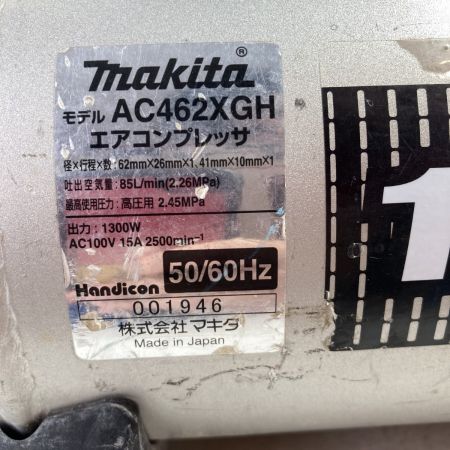 makita®
モデル AC462XGH
エアコンプレッサ
径×行程×数:62mm×26mm×1, 41mm×10mm×1
吐出空気量:85L/min(2.26MPa)
最高使用圧力:高圧用 2.45MPa
出力:1300W
AC100V 15A 2500min⁻¹
Handicon 50/60Hz
001946
株式会社 マキタ
Made in Japan
1